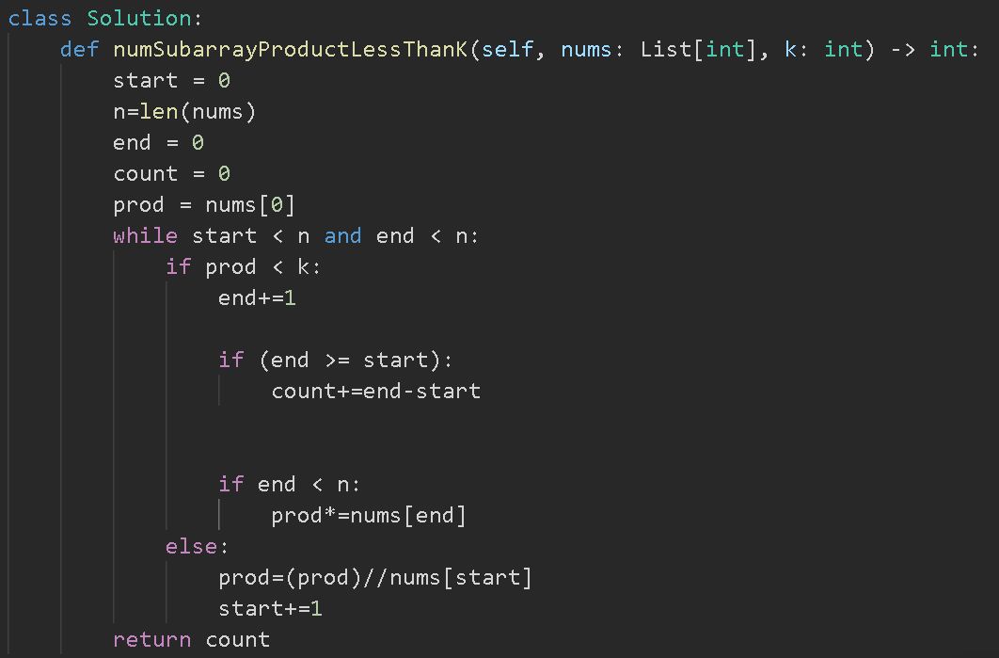 class Solution:
    def numSubarrayProductLessThanK(self, nums: List[int], k: int) -> int:
        start = 0
        n=len(nums)
        end = 0
        count = 0
        prod = nums[0]
        while start < n and end < n:
            if prod < k:
                end+=1
                if (end >= start):
                    count+=end-start
                if end < n:
                    prod*=nums[end]
            else:
                prod=(prod)//nums[start]
                start+=1
        return count